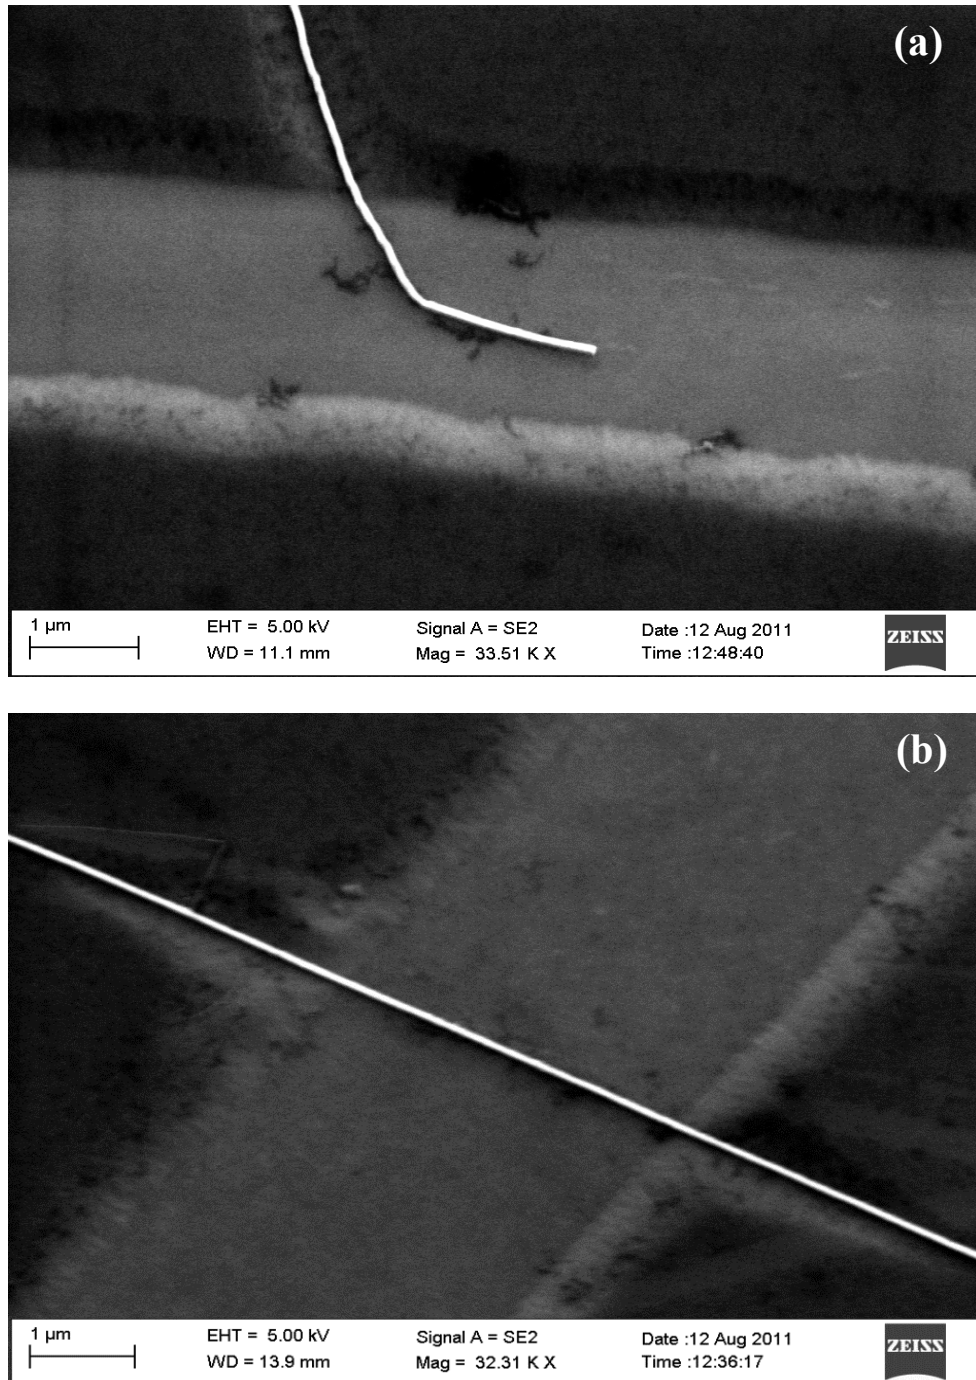 (a)
1 µm
EHT = 5.00 kV
Signal A = SE2
Date :12 Aug 2011
ZEISS
WD = 11.1 mm
Mag = 33.51 K X
Time :12:48:40
(b)
1 µm
EHT = 5.00 kV
Signal A = SE2
Date :12 Aug 2011
ZEISS
WD = 13.9 mm
Mag = 32.31 K X
Time :12:36:17